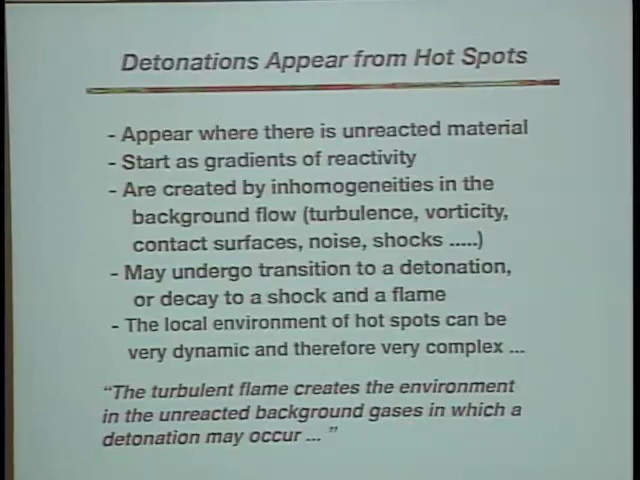 Detonations Appear from Hot Spots
- Appear where there is unreacted material
- Start as gradients of reactivity
- Are created by inhomogeneities in the
background flow (turbulence, vorticity,
contact surfaces, noise, shocks .....)
- May undergo transition to a detonation,
or decay to a shock and a flame
- The local environment of hot spots can be
very dynamic and therefore very complex ...
“The turbulent flame creates the environment
in the unreacted background gases in which a
detonation may occur ... ”